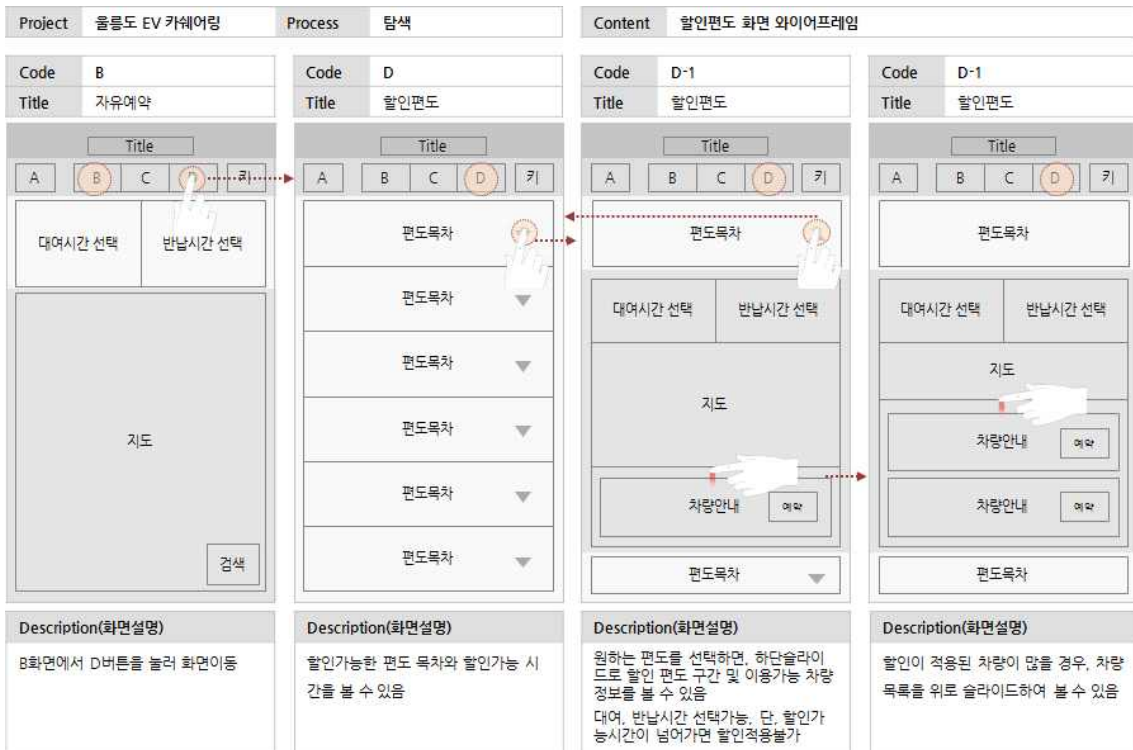 Project 울릉도 EV 카쉐어링 Process 탐색 Content 할인편도 화면 와이어프레임
Code B
Title 자유예약
Title
A B C D 키
대여시간 선택 반납시간 선택
지도
검색
Description(화면설명)
B화면에서 D버튼을 눌러 화면이동
Code D
Title 할인편도
Title
A B C D 키
편도목차
편도목차
편도목차
편도목차
편도목차
편도목차
Description(화면설명)
할인가능한 편도 목차와 할인가능 시
간을 볼 수 있음
Code D-1
Title 할인편도
Title
A B C D 키
편도목차
대여시간 선택 반납시간 선택
지도
차량안내 예약
편도목차
Description(화면설명)
원하는 편도를 선택하면, 하단슬라이
드로 할인 편도 구간 및 이용가능 차량
정보를 볼 수 있음
대여, 반납시간 선택가능, 단, 할인가
능시간이 넘어가면 할인적용불가
Code D-1
Title 할인편도
Title
A B C D 키
편도목차
대여시간 선택 반납시간 선택
지도
차량안내 예약
차량안내 예약
편도목차
Description(화면설명)
할인이 적용된 차량이 많을 경우, 차량
목록을 위로 슬라이드하여 볼 수 있음